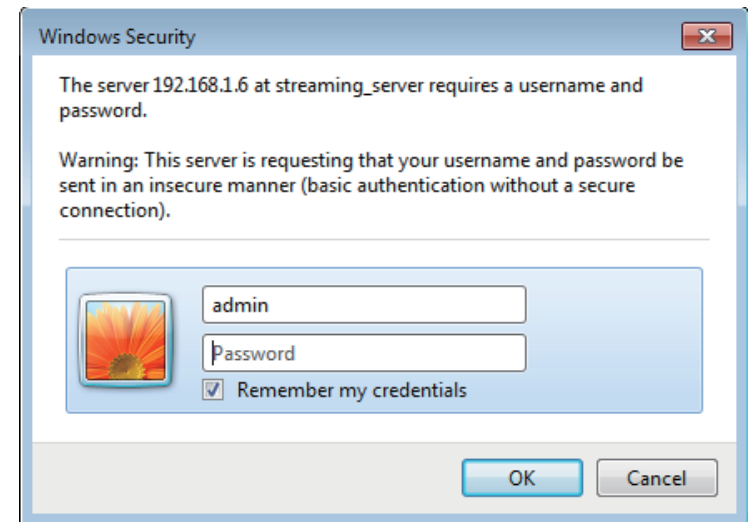 Windows Security
The server 192.168.1.6 at streaming_server requires a username and
password.
Warning: This server is requesting that your username and password be
sent in an insecure manner (basic authentication without a secure
connection).
admin
Password
Remember my credentials
OK
Cancel